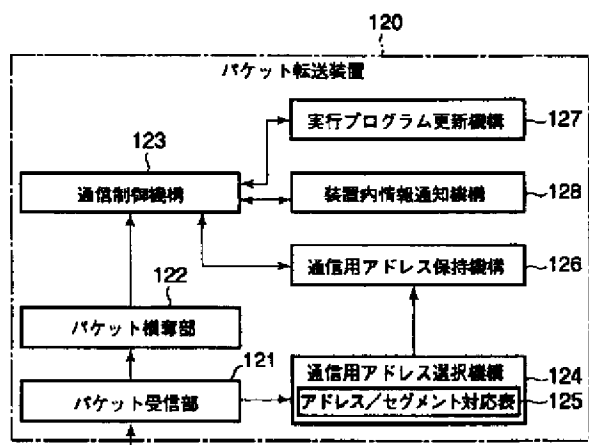 120
パケット転送装置
実行プログラム更新機構
127
123
通信制御機構
装置内情報通知機構
128
通信用アドレス保持機構
126
122
パケット横奪部
121
通信用アドレス選択機構
124
パケット受信部
アドレス/セグメント対応表
125